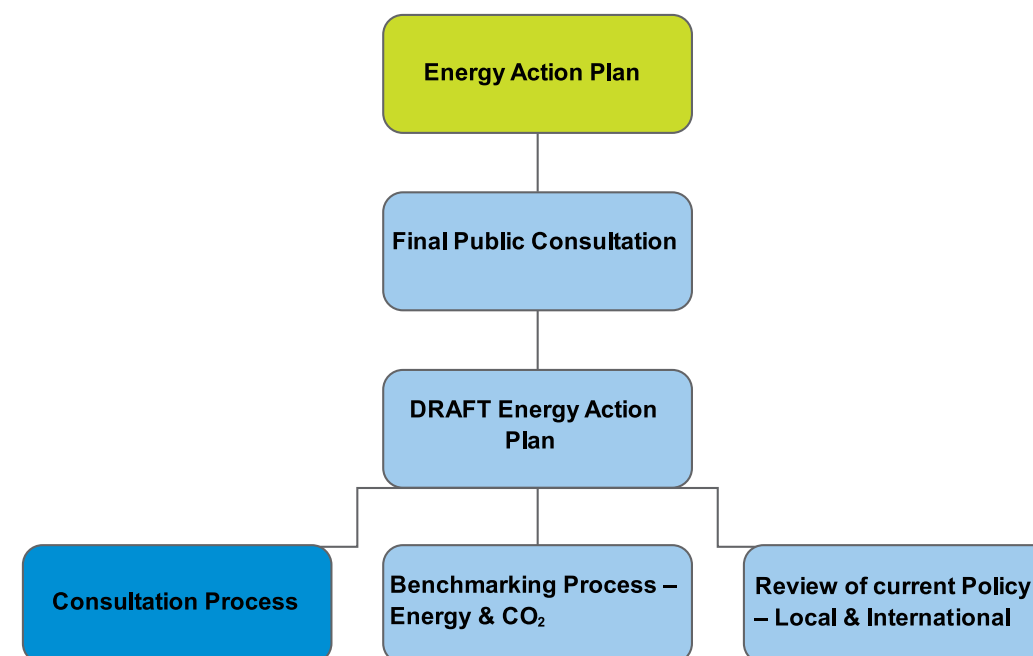 Energy Action Plan
Final Public Consultation
DRAFT Energy Action
Plan
Consultation Process
Benchmarking Process –
Energy & CO₂
Review of current Policy
– Local & International